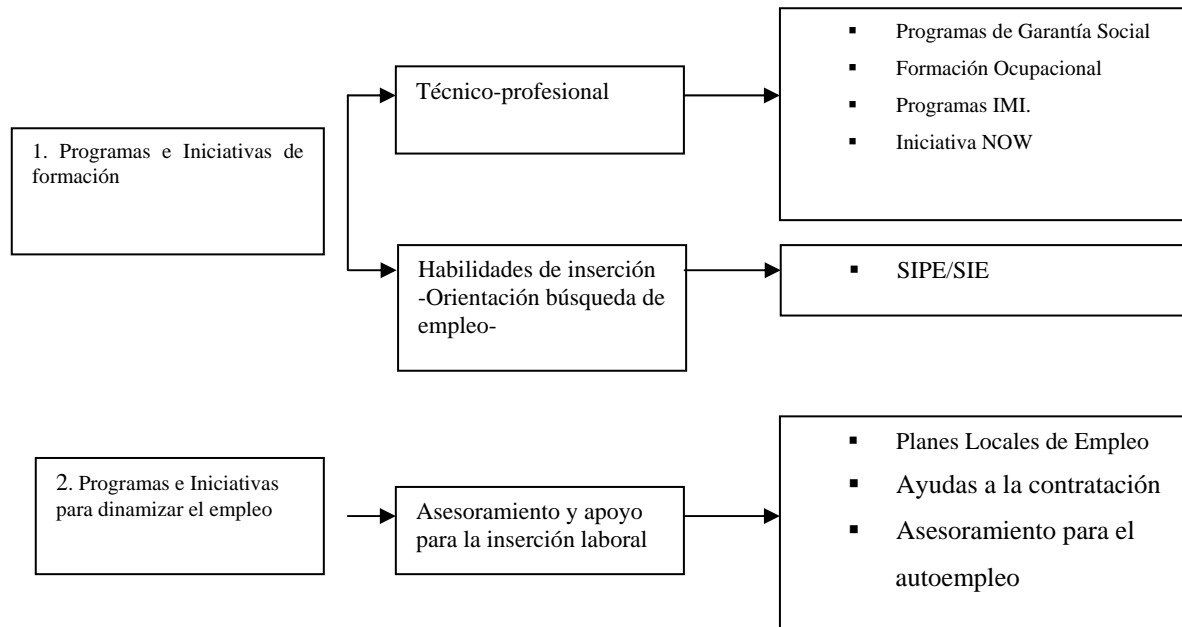 1. Programas e Iniciativas de
formación
Técnico-profesional
▪ Programas de Garantía Social
▪ Formación Ocupacional
▪ Programas IMI.
▪ Iniciativa NOW
Habilidades de inserción
-Orientación búsqueda de
empleo-
▪ SIPE/SIE
2. Programas e Iniciativas
para dinamizar el empleo
Asesoramiento y apoyo
para la inserción laboral
▪ Planes Locales de Empleo
▪ Ayudas a la contratación
▪ Asesoramiento para el
autoempleo